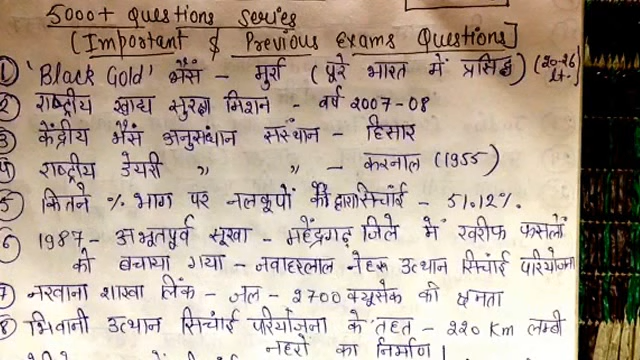 5000+ Questions Series
[Important & Previous Exams Questions]
① 'Black Gold' भैंस - मुर्रा (पूरे भारत में प्रसिद्ध) (20-26 lt.)
② राष्ट्रीय खाद्य सुरक्षा मिशन - वर्ष 2007-08
③ केंद्रीय भैंस अनुसंधान संस्थान - हिसार
④ राष्ट्रीय डेयरी " " - करनाल (1955)
⑤ कितने % भाग पर नलकूपों की द्वारा सिंचाई - 51.12%.
⑥ 1987 - अभूतपूर्व सूखा - महेंद्रगढ़ जिले में खरीफ फसलों
को बचाया गया - जवाहरलाल नेहरू उत्थान सिंचाई परियोजना
⑦ नरवाना शाखा लिंक - जल - 2700 क्यूसेक की क्षमता
⑧ भिवानी उत्थान सिंचाई परियोजना के तहत - 220 Km लम्बी
नहरों का निर्माण।